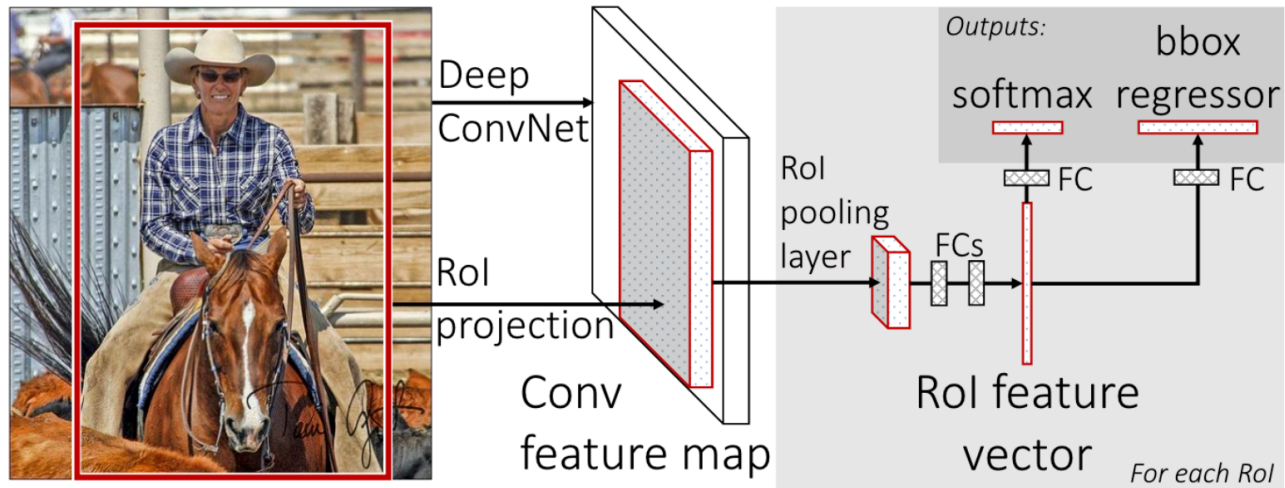 Deep
ConvNet
RoI
projection
Conv
feature map
RoI
pooling
layer
FCs
RoI feature
vector
Outputs:
softmax
bbox
regressor
FC
FC
For each RoI